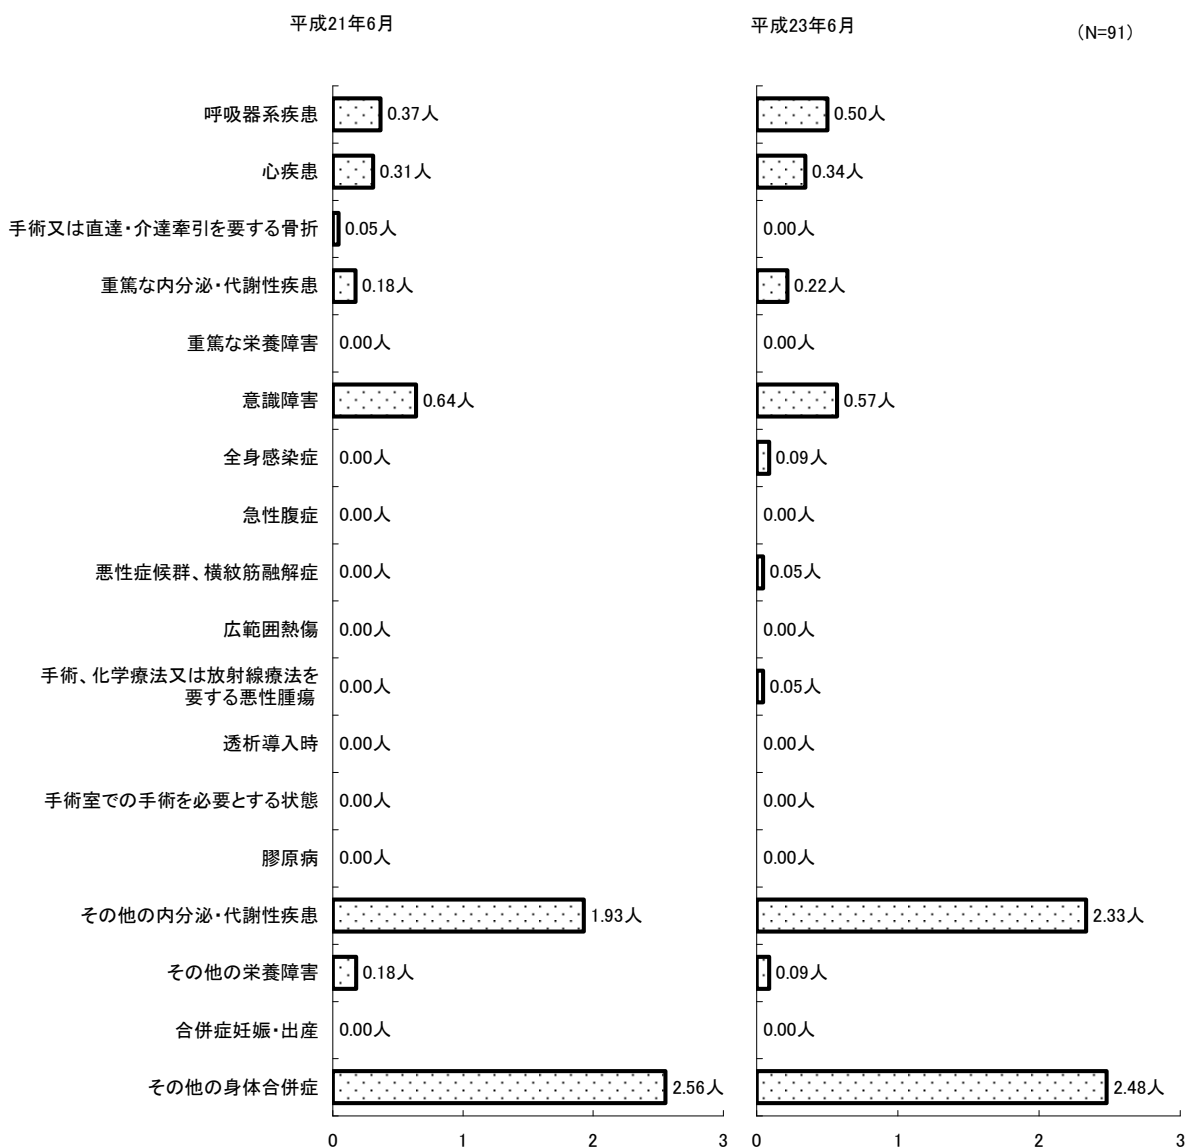 平成21年6月 平成23年6月 (N=91)
呼吸器系疾患 0.37人 0.50人
心疾患 0.31人 0.34人
手術又は直達・介達牽引を要する骨折 0.05人 0.00人
重篤な内分泌・代謝性疾患 0.18人 0.22人
重篤な栄養障害 0.00人 0.00人
意識障害 0.64人 0.57人
全身感染症 0.00人 0.09人
急性腹症 0.00人 0.00人
悪性症候群、横紋筋融解症 0.00人 0.05人
広範囲熱傷 0.00人 0.00人
手術、化学療法又は放射線療法を
要する悪性腫瘍 0.00人 0.05人
透析導入時 0.00人 0.00人
手術室での手術を必要とする状態 0.00人 0.00人
膠原病 0.00人 0.00人
その他の内分泌・代謝性疾患 1.93人 2.33人
その他の栄養障害 0.18人 0.09人
合併症妊娠・出産 0.00人 0.00人
その他の身体合併症 2.56人 2.48人
0 1 2 3 0 1 2 3